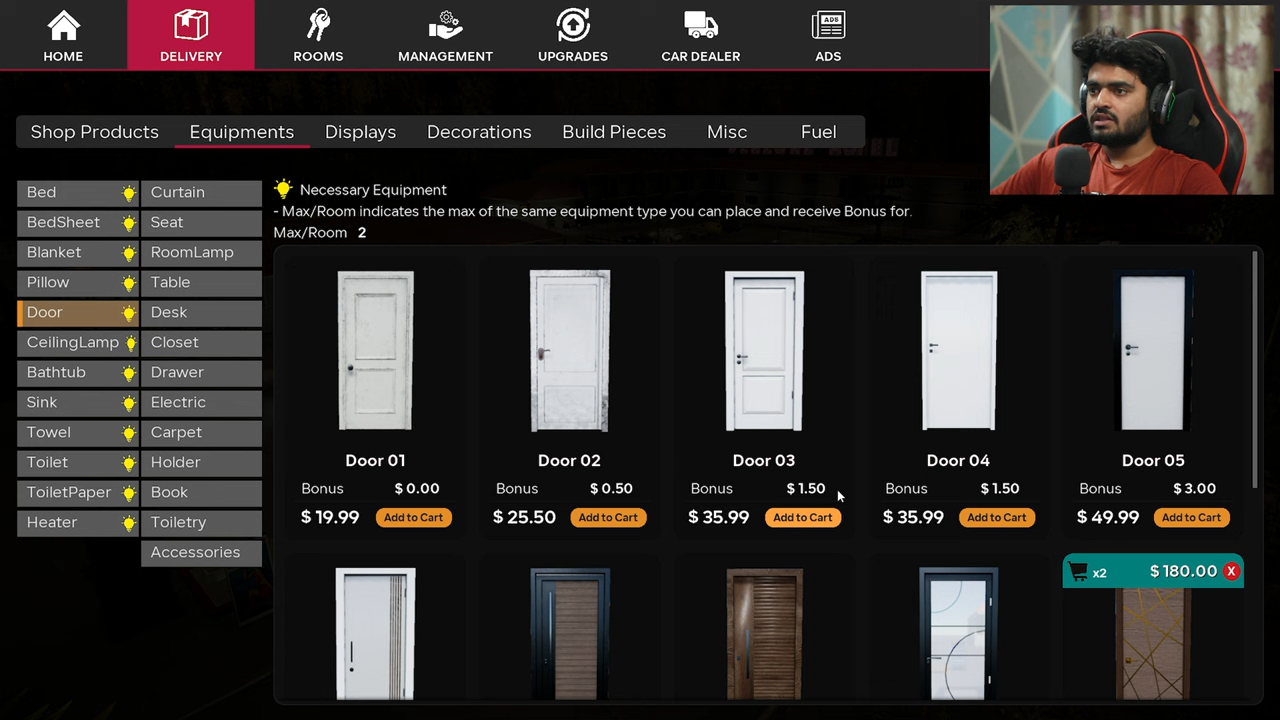 HOME
DELIVERY
ROOMS
MANAGEMENT
UPGRADES
CAR DEALER
ADS
ADS
Shop Products
Equipments
Displays
Decorations
Build Pieces
Misc
Fuel
Bed
Curtain
BedSheet
Seat
Blanket
RoomLamp
Pillow
Table
Door
Desk
CeilingLamp
Closet
Bathtub
Drawer
Sink
Electric
Towel
Carpet
Toilet
Holder
ToiletPaper
Book
Heater
Toiletry
Accessories
Necessary Equipment
- Max/Room indicates the max of the same equipment type you can place and receive Bonus for.
Max/Room 2
Door 01
Bonus $ 0.00
$ 19.99 Add to Cart
Door 02
Bonus $ 0.50
$ 25.50 Add to Cart
Door 03
Bonus $ 1.50
$ 35.99 Add to Cart
Door 04
Bonus $ 1.50
$ 35.99 Add to Cart
Door 05
Bonus $ 3.00
$ 49.99 Add to Cart
x2 $ 180.00 X